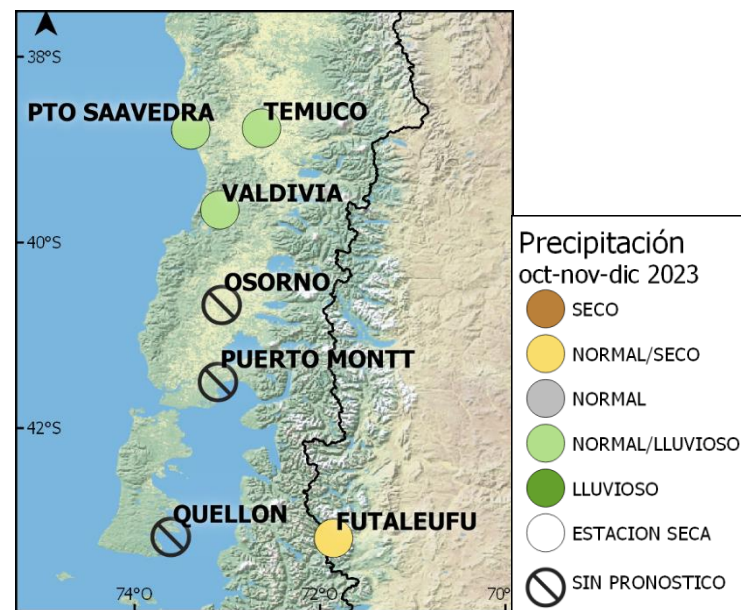 38°S
PTO SAAVEDRA
TEMUCO
VALDIVIA
40°S
OSORNO
PUERTO MONTT
42°S
QUELLON
FUTALEUFU
74°O
72°O
70°
Precipitación
oct-nov-dic 2023
SECO
NORMAL/SECO
NORMAL
NORMAL/LLUVIOSO
LLUVIOSO
ESTACION SECA
SIN PRONOSTICO